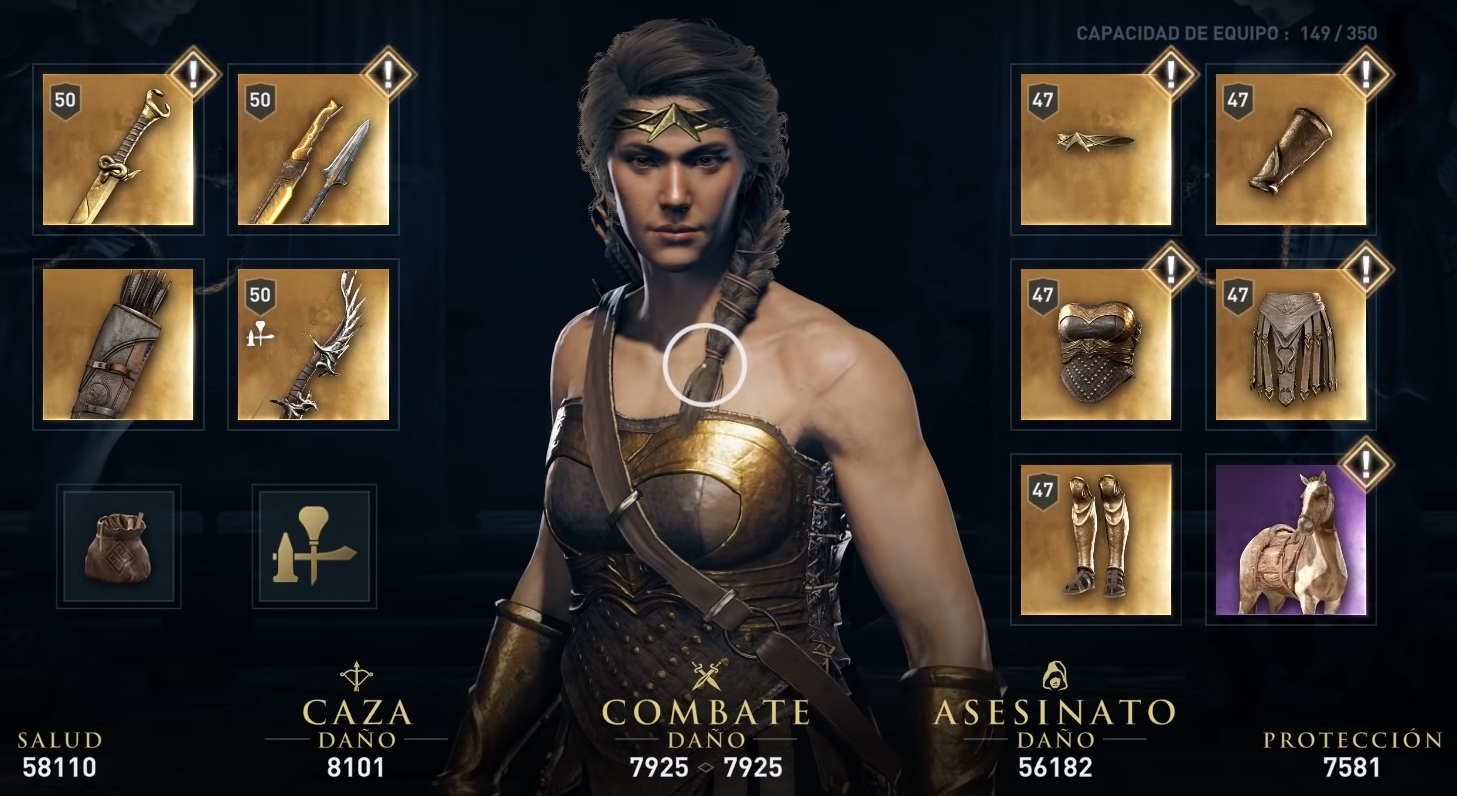 CAPACIDAD DE EQUIPO : 149 / 350
50
50
47
47
50
47
47
47
CAZA
COMBATE
ASESINATO
SALUD
DAÑO
DAÑO
DAÑO
PROTECCIÓN
58110
8101
7925 7925
56182
7581